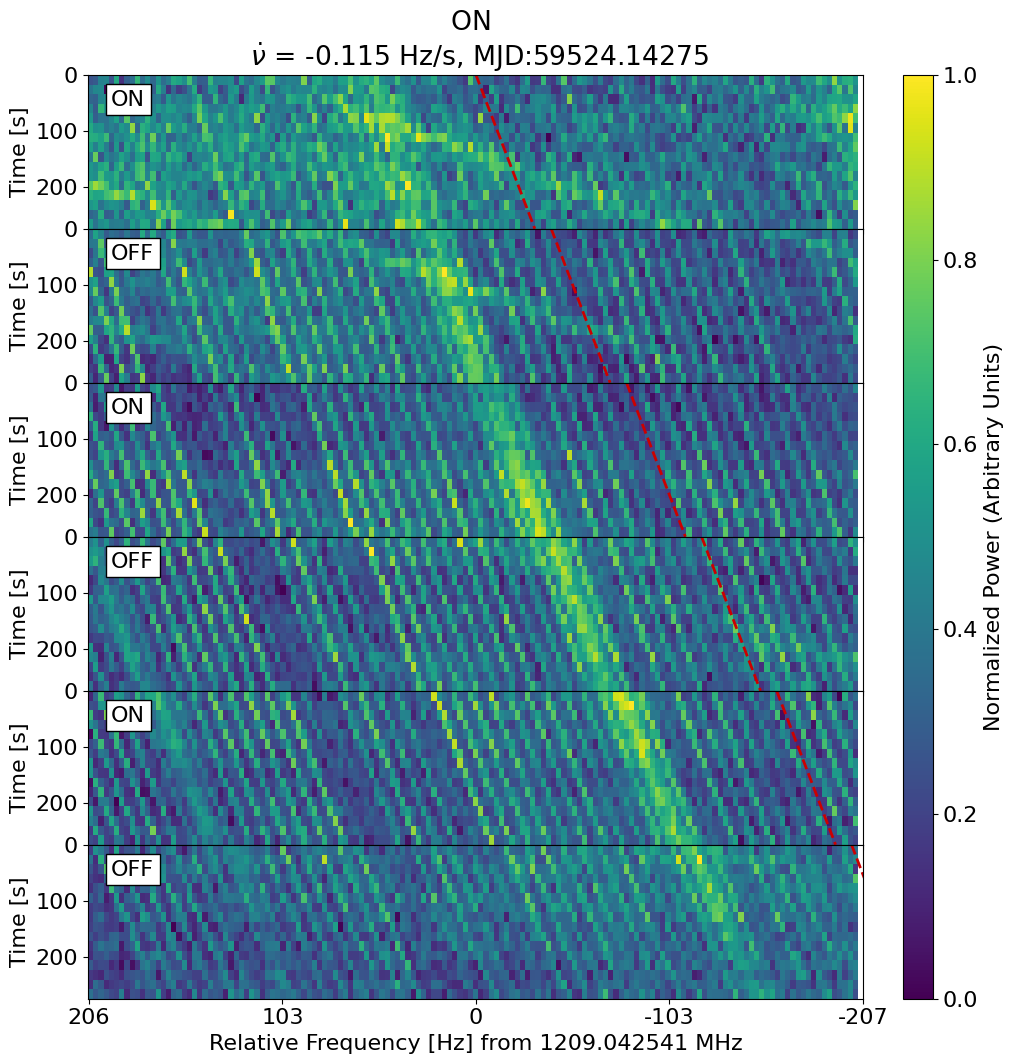 ON
ν̇ = -0.115 Hz/s, MJD:59524.14275
0
100
200
Time [s]
ON
0
100
200
Time [s]
OFF
0
100
200
Time [s]
ON
0
100
200
Time [s]
OFF
0
100
200
Time [s]
ON
0
100
200
Time [s]
OFF
206
103
0
-103
-207
Relative Frequency [Hz] from 1209.042541 MHz
1.0
0.8
0.6
0.4
0.2
0.0
Normalized Power (Arbitrary Units)